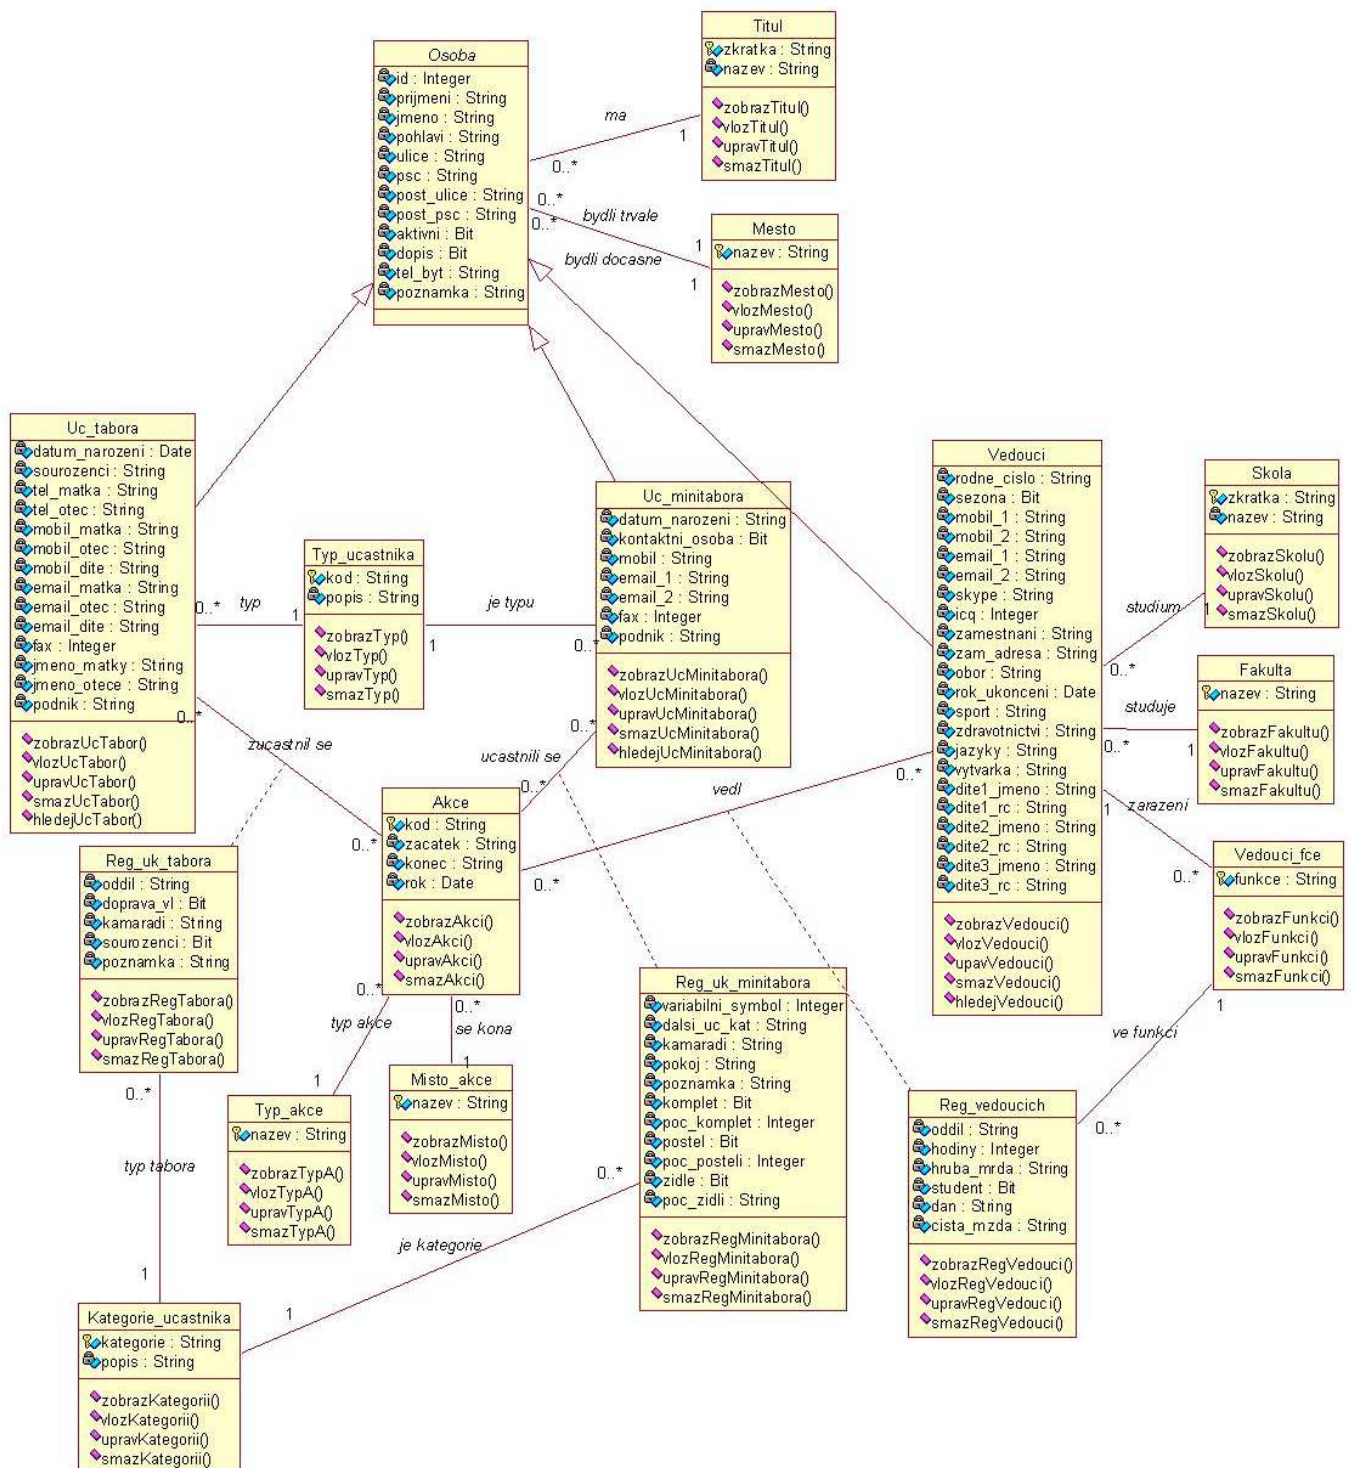 Titul
zkratka : String
nazev : String
zobrazTitul()
vlozTitul()
upravTitul()
smazTitul()
Osoba
id : Integer
prijmeni : String
jmeno : String
pohlavi : String
ulice : String
psc : String
post_ulice : String
post_psc : String
aktivni : Bit
dopis : Bit
tel_byt : String
poznamka : String
ma
1
0..*
0..*
0..*
bydli trvale
1
bydli docasne
1
Mesto
nazev : String
zobrazMesto()
vlozMesto()
upravMesto()
smazMesto()
Uc_tabora
datum_narozeni : Date
sourozenci : String
tel_matka : String
tel_otec : String
mobil_matka : String
mobil_otec : String
mobil_dite : String
email_matka : String
email_otec : String
email_dite : String
fax : Integer
jmeno_matky : String
jmeno_otece : String
podnik : String
zobrazUcTabor()
vlozUcTabor()
upravUcTabor()
smazUcTabor()
hledejUcTabor()
0..*
typ
1
Typ_ucastnika
kod : String
popis : String
zobrazTyp()
vlozTyp()
upravTyp()
smazTyp()
je typu
1
0..*
Uc_minitabora
datum_narozeni : String
kontaktni_osoba : Bit
mobil : String
email_1 : String
email_2 : String
fax : Integer
podnik : String
zobrazUcMinitabora()
vlozUcMinitabora()
upravUcMinitabora()
smazUcMinitabora()
hledejUcMinitabora()
Vedouci
rodne_cislo : String
sezona : Bit
mobil_1 : String
mobil_2 : String
email_1 : String
email_2 : String
skype : String
icq : Integer
zamestnani : String
zam_adresa : String
obor : String
rok_ukonceni : Date
sport : String
zdravotnictvi : String
jazyky : String
vytvarka : String
dite1_jmeno : String
dite1_rc : String
dite2_jmeno : String
dite2_rc : String
dite3_jmeno : String
dite3_rc : String
zobrazVedouci()
vlozVedouci()
upavVedouci()
smazVedouci()
hledejVedouci()
Skola
zkratka : String
nazev : String
zobrazSkolu()
vlozSkolu()
upravSkolu()
smazSkolu()
studium
1
0..*
Fakulta
nazev : String
zobrazFakultu()
vlozFakultu()
upravFakultu()
smazFakultu()
studuje
0..*
1
zarazeni
1
0..*
Vedouci_fce
funkce : String
zobrazFunkci()
vlozFunkci()
upravFunkci()
smazFunkci()
0..*
zucastnil se
0..*
ucastnili se
0..*
0..*
vedl
0..*
0..*
Akce
kod : String
zacatek : String
konec : String
rok : Date
zobrazAkci()
vlozAkci()
upravAkci()
smazAkci()
Reg_uk_tabora
oddil : String
doprava_vl : Bit
kamaradi : String
sourozenci : Bit
poznamka : String
zobrazRegTabora()
vlozRegTabora()
upravRegTabora()
smazRegTabora()
0..*
typ akce
1
0..*
se kona
1
Typ_akce
nazev : String
zobrazTypA()
vlozTypA()
upravTypA()
smazTypA()
Misto_akce
nazev : String
zobrazMisto()
vlozMisto()
upravMisto()
smazMisto()
Reg_uk_minitabora
variabilni_symbol : Integer
dalsi_uc_kat : String
kamaradi : String
pokoj : String
poznamka : String
komplet : Bit
poc_komplet : Integer
postel : Bit
poc_posteli : Integer
zidle : Bit
poc_zidli : String
zobrazRegMinitabora()
vlozRegMinitabora()
upravRegMinitabora()
smazRegMinitabora()
1
ve funkci
0..*
Reg_vedoucich
oddil : String
hodiny : Integer
hruba_mrda : String
student : Bit
dan : String
cista_mzda : String
zobrazRegVedouci()
vlozRegVedouci()
upravRegVedouci()
smazRegVedouci()
0..*
typ tabora
1
0..*
je kategorie
1
Kategorie_ucastnika
kategorie : String
popis : String
zobrazKategorii()
vlozKategorii()
upravKategorii()
smazKategorii()